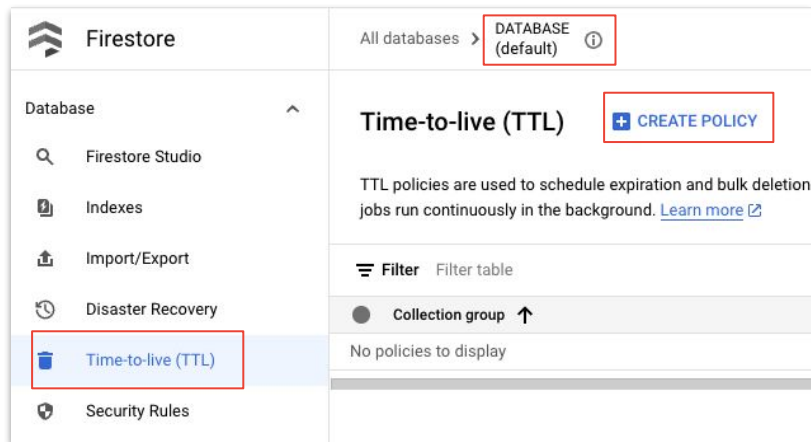 Firestore
All databases
DATABASE
(default)
Database
Firestore Studio
Indexes
Import/Export
Disaster Recovery
Time-to-live (TTL)
Security Rules
Time-to-live (TTL)
CREATE POLICY
TTL policies are used to schedule expiration and bulk deletion
jobs run continuously in the background. Learn more
Filter Filter table
Collection group
No policies to display